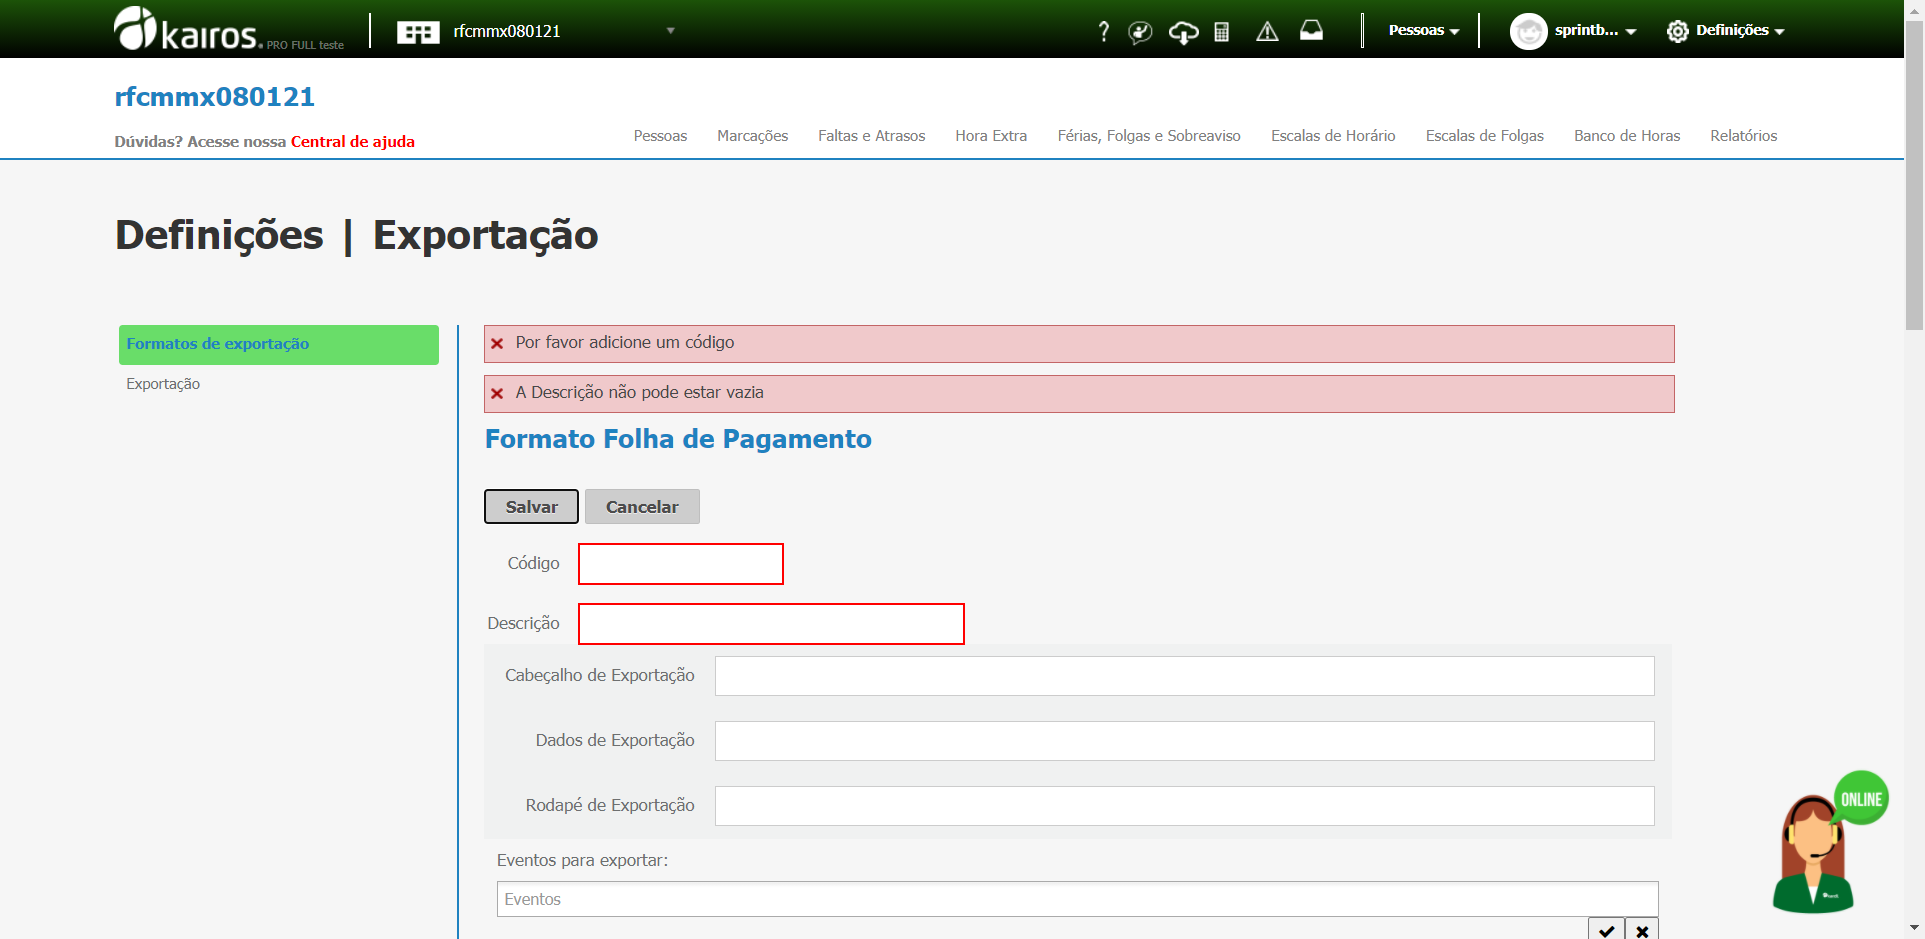 kairos. PRO FULL teste
rfcmmx080121
?
Pessoas
sprintb...
Definições
rfcmmx080121
Dúvidas? Acesse nossa Central de ajuda
Pessoas Marcações Faltas e Atrasos Hora Extra Férias, Folgas e Sobreaviso Escalas de Horário Escalas de Folgas Banco de Horas Relatórios
Definições | Exportação
Formatos de exportação
Exportação
Por favor adicione um código
A Descrição não pode estar vazia
Formato Folha de Pagamento
Salvar Cancelar
Código
Descrição
Cabeçalho de Exportação
Dados de Exportação
Rodapé de Exportação
Eventos para exportar:
Eventos
ONLINE